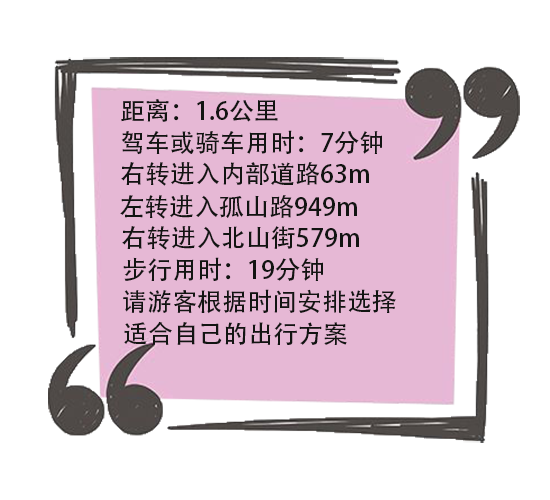 距离：1.6公里
驾车或骑车用时：7分钟
右转进入内部道路63m
左转进入孤山路949m
右转进入北山街579m
步行用时：19分钟
请游客根据时间安排选择
适合自己的出行方案